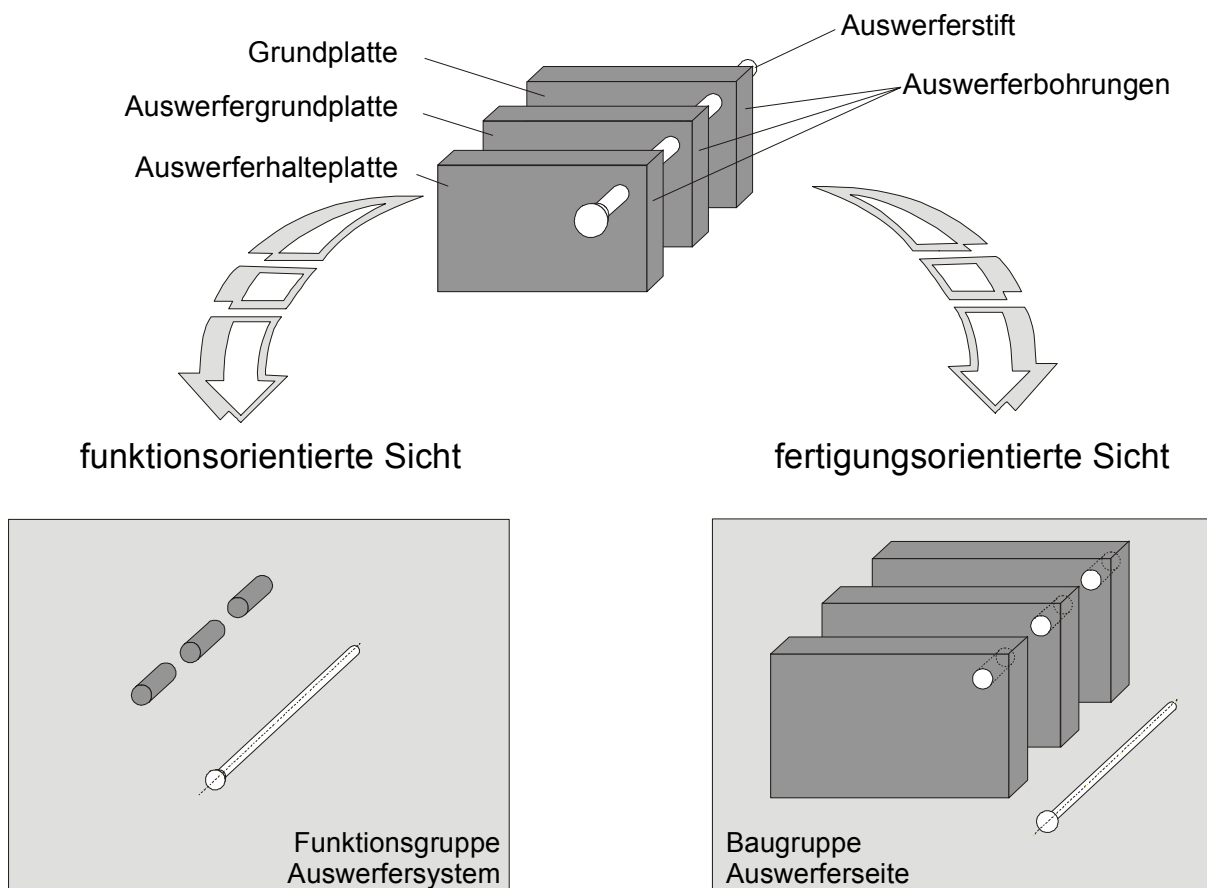 Auswerferstift
Grundplatte
Auswerferbohrungen
Auswerfergrundplatte
Auswerferhalteplatte
funktionsorientierte Sicht
fertigungsorientierte Sicht
Funktionsgruppe
Auswerfersystem
Baugruppe
Auswerferseite